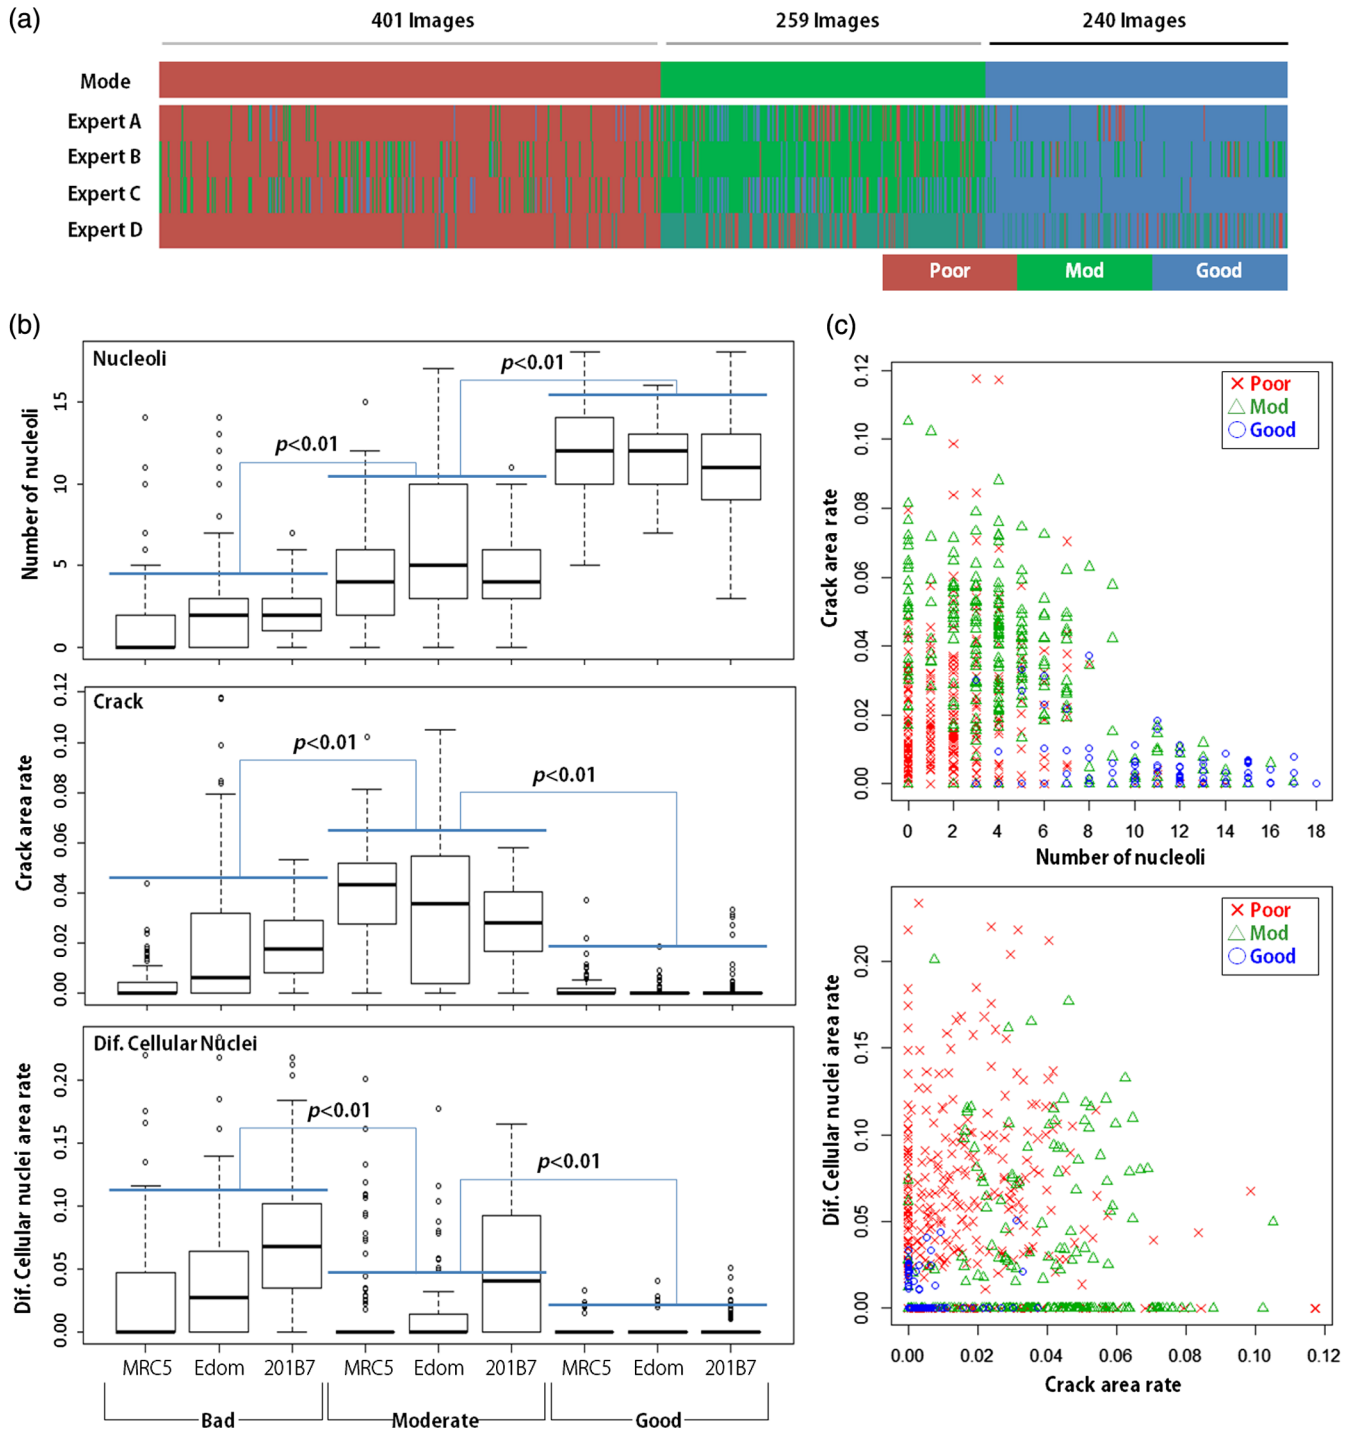 (a)
401 Images
259 Images
240 Images
Mode
Expert A
Expert B
Expert C
Expert D
Poor
Mod
Good
(b)
Nucleoli
Number of nucleoli
0
5
10
15
p<0.01
p<0.01
Crack
Crack area rate
0.00
0.02
0.04
0.06
0.08
0.10
0.12
p<0.01
p<0.01
Dif. Cellular Nuclei
Dif. Cellular nuclei area rate
0.00
0.05
0.10
0.15
0.20
p<0.01
p<0.01
MRC5
Edom
201B7
MRC5
Edom
201B7
MRC5
Edom
201B7
Bad
Moderate
Good
(c)
Crack area rate
0.00
0.02
0.04
0.06
0.08
0.10
0.12
Poor
Mod
Good
0
2
4
6
8
10
12
14
16
18
Number of nucleoli
Dif. Cellular nuclei area rate
0.00
0.05
0.10
0.15
0.20
Poor
Mod
Good
0.00
0.02
0.04
0.06
0.08
0.10
0.12
Crack area rate